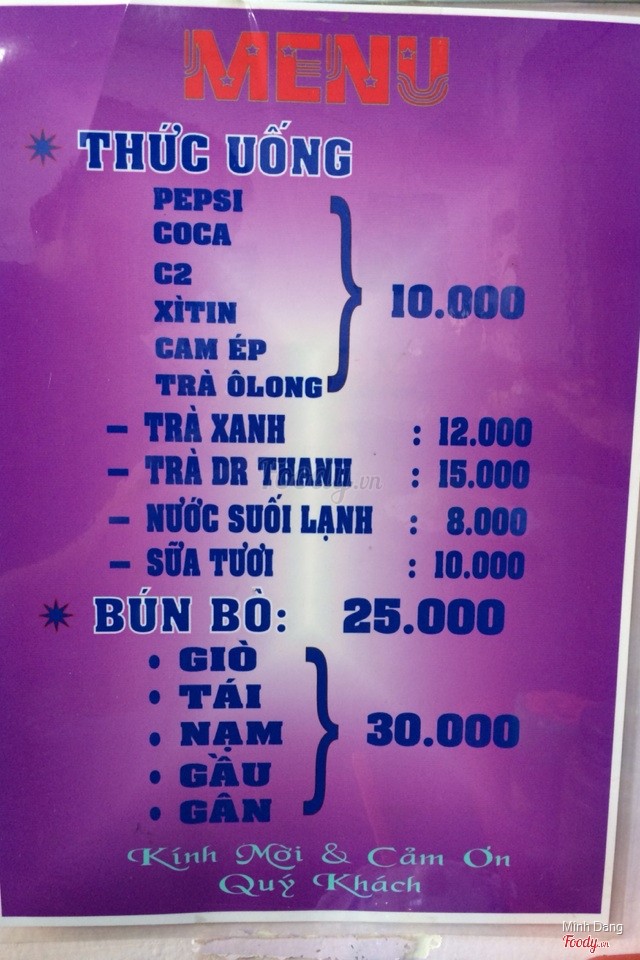 MENU
THỨC UỐNG
PEPSI
COCA
C2
XÌTIN
CAM ÉP
TRÀ ÔLONG
10.000
– TRÀ XANH : 12.000
– TRÀ DR THANH : 15.000
– NƯỚC SUỐI LẠNH : 8.000
– SỮA TƯƠI : 10.000
BÚN BÒ: 25.000
• GIÒ
• TÁI
• NẠM
• GẦU
• GÂN
30.000
Kính Mời & Cảm Ơn
Quý Khách
foody.vn
Minh Dang
Foody.vn